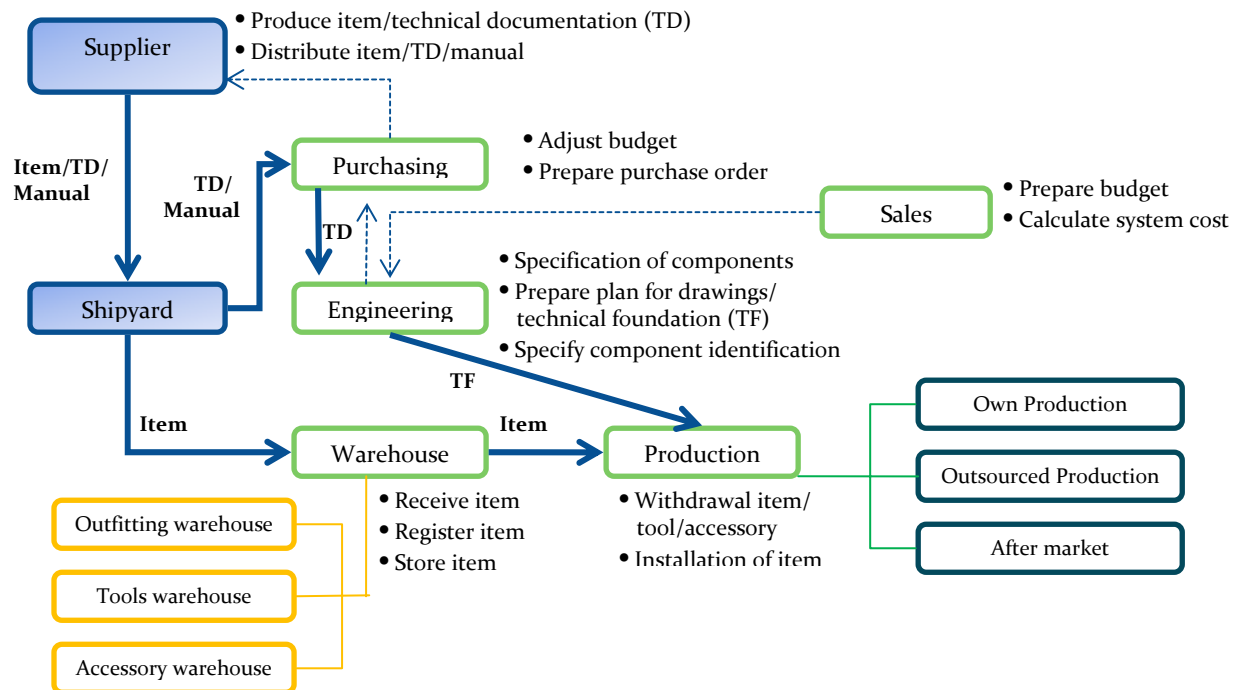 Supplier
• Produce item/technical documentation (TD)
• Distribute item/TD/manual
Item/TD/
Manual
TD/
Manual
Purchasing
• Adjust budget
• Prepare purchase order
TD
Sales
• Prepare budget
• Calculate system cost
Shipyard
Engineering
• Specification of components
• Prepare plan for drawings/
technical foundation (TF)
• Specify component identification
TF
Item
Warehouse
Item
Production
• Receive item
• Register item
• Store item
• Withdrawal item/
tool/accessory
• Installation of item
Own Production
Outsourced Production
After market
Outfitting warehouse
Tools warehouse
Accessory warehouse